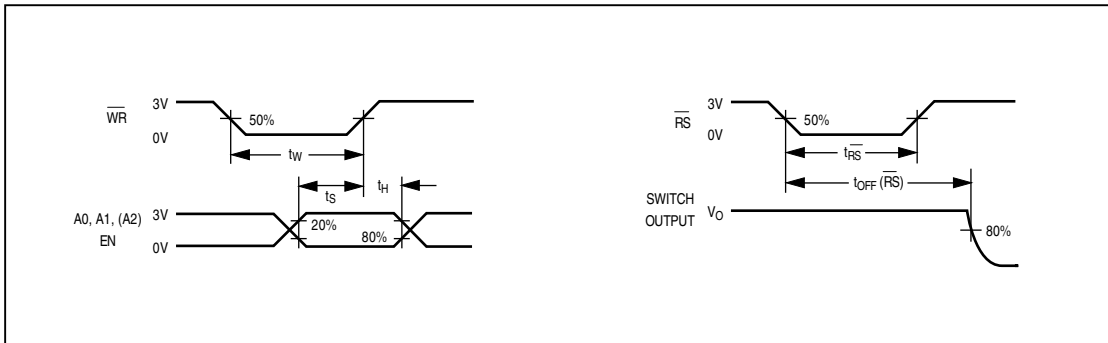 WR
3V
0V
50%
tW
tS
tH
A0, A1, (A2)
EN
3V
0V
20%
80%
RS
3V
0V
50%
tRS
tOFF (RS)
SWITCH
OUTPUT
VO
80%